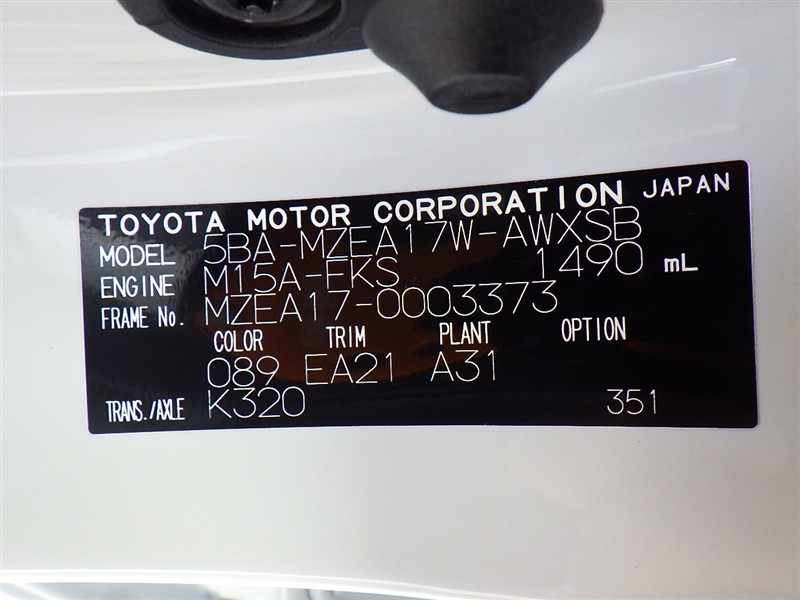 TOYOTA MOTOR CORPORATION JAPAN
MODEL 5BA-MZEA17W-AWXSB
ENGINE M15A-FKS 1490 mL
FRAME No. MZEA17-0003373
COLOR TRIM PLANT OPTION
089 EA21 A31
TRANS./AXLE K320 351